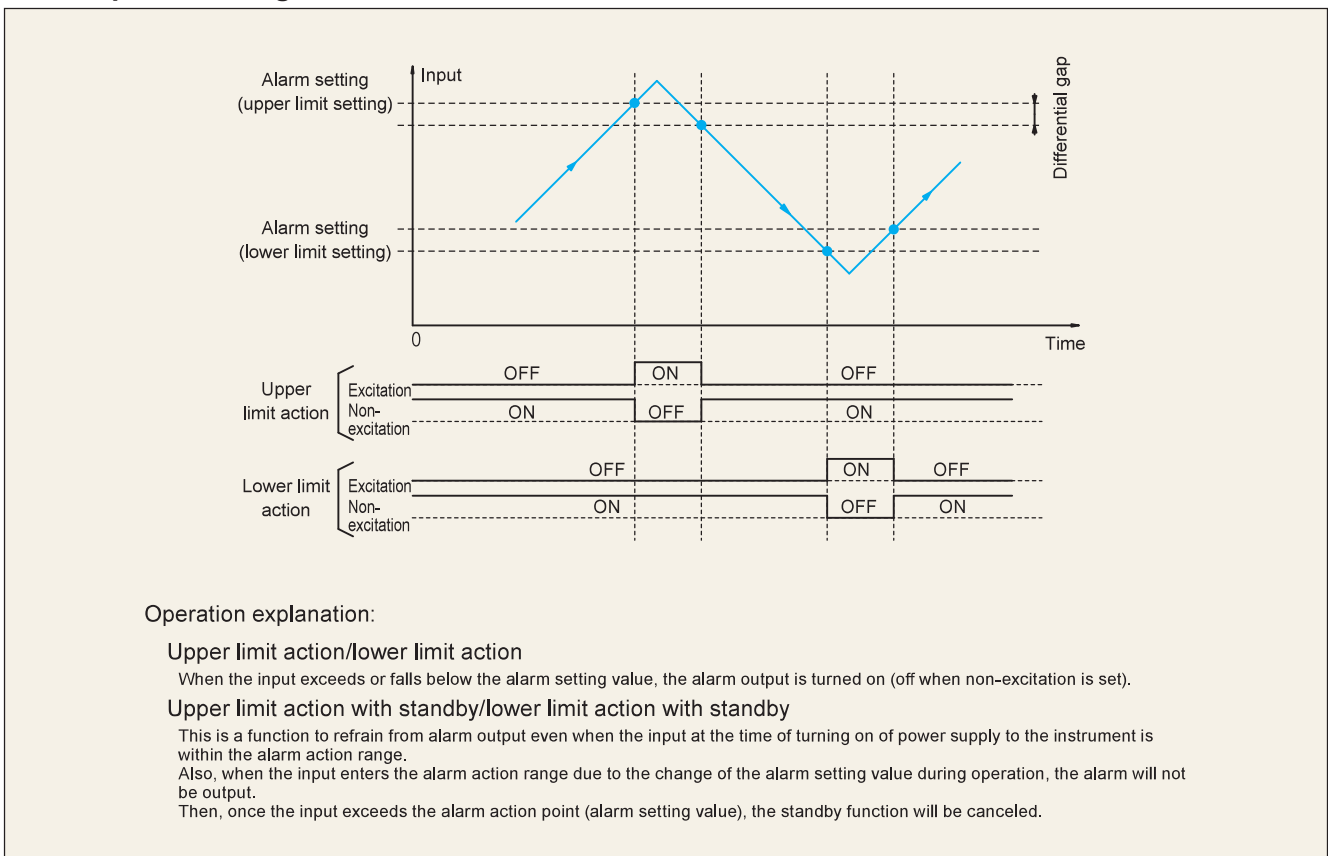 Alarm setting
(upper limit setting)
Input
Differential gap
Alarm setting
(lower limit setting)
0
Time
Upper
limit action
Excitation
OFF
ON
OFF
Non-
excitation
ON
OFF
ON
Lower limit
action
Excitation
OFF
ON
OFF
Non-
excitation
ON
OFF
ON
Operation explanation:
Upper limit action/lower limit action
When the input exceeds or falls below the alarm setting value, the alarm output is turned on (off when non-excitation is set).
Upper limit action with standby/lower limit action with standby
This is a function to refrain from alarm output even when the input at the time of turning on of power supply to the instrument is
within the alarm action range.
Also, when the input enters the alarm action range due to the change of the alarm setting value during operation, the alarm will not
be output.
Then, once the input exceeds the alarm action point (alarm setting value), the standby function will be canceled.